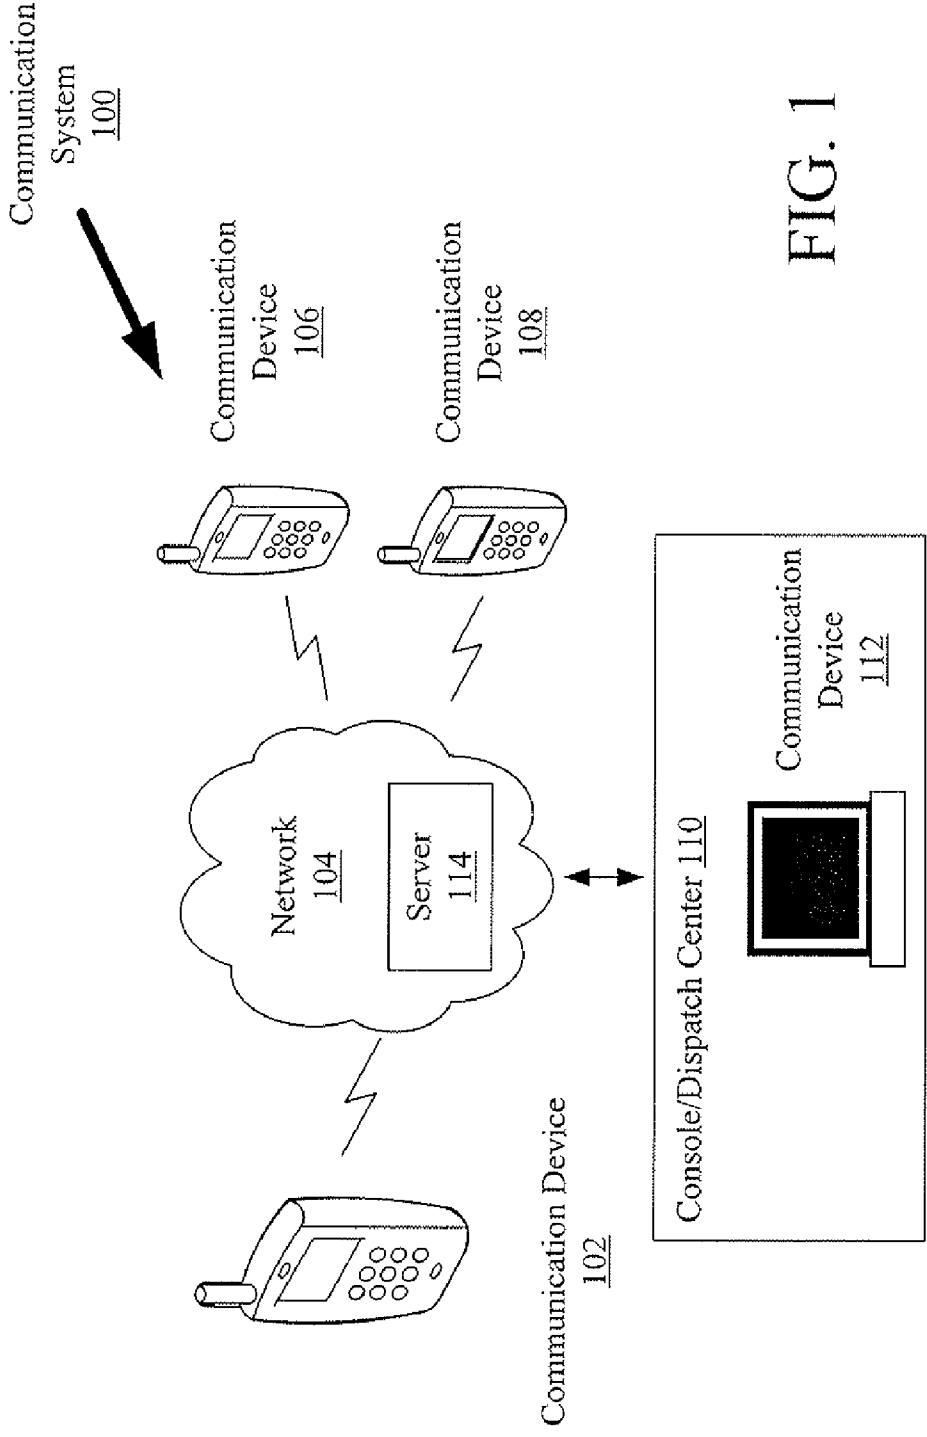 Communication
System
100
Communication
Device
106
Communication
Device
108
Network
104
Server
114
Communication Device
102
Console/Dispatch Center 110
Communication
Device
112
FIG. 1